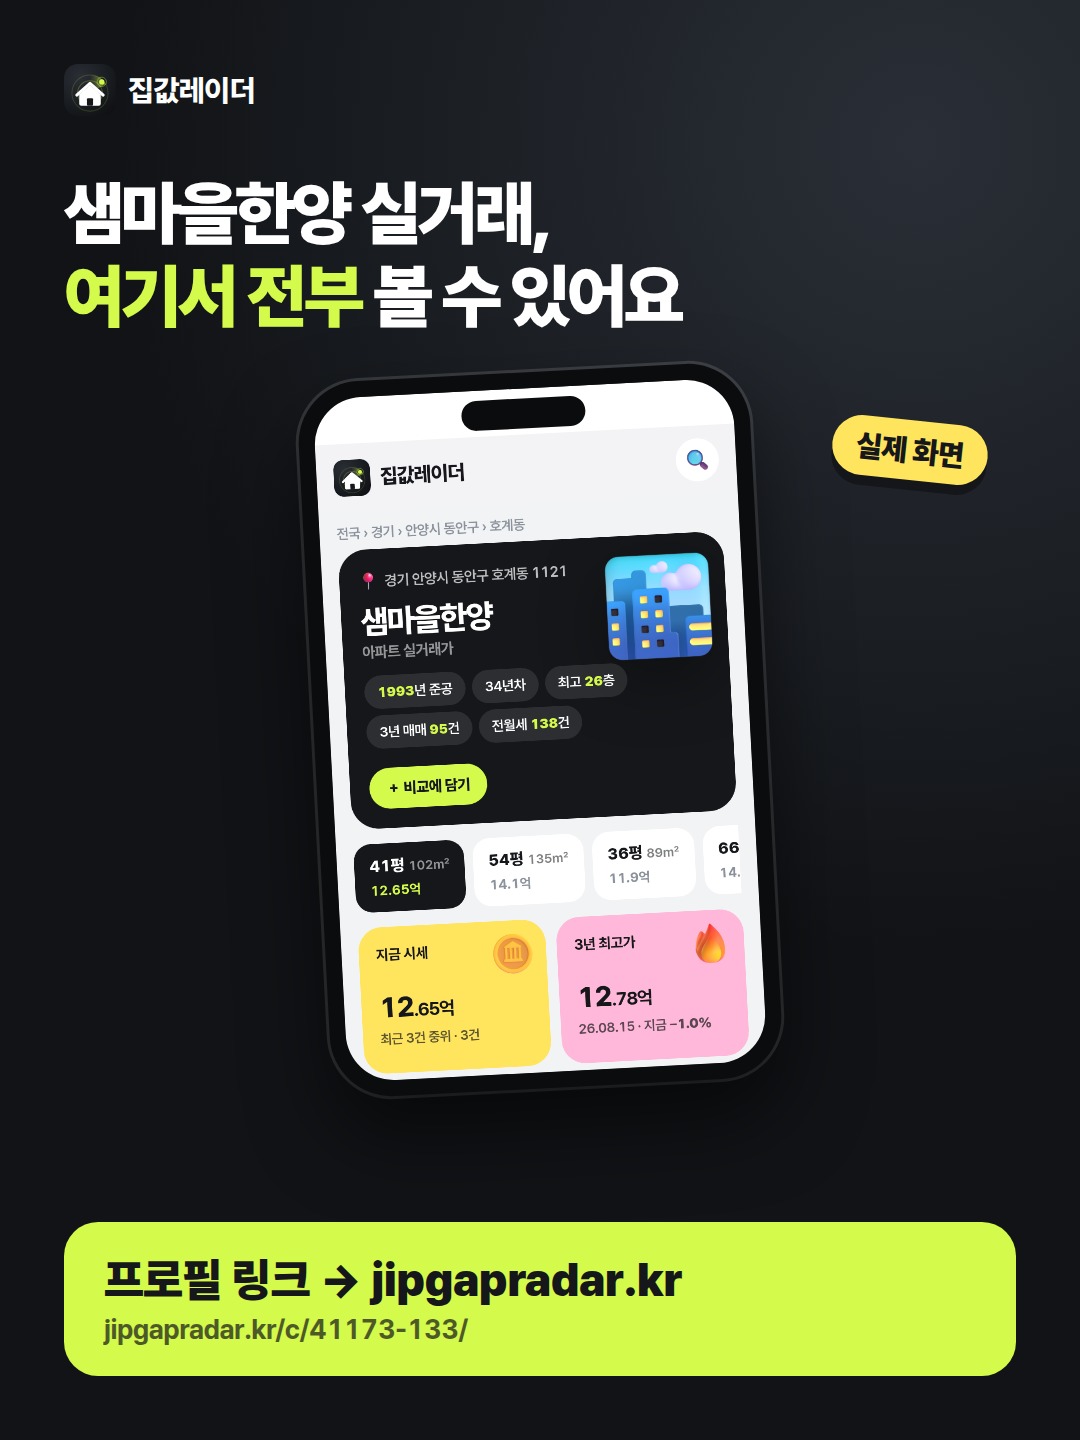 집값레이더
샘마을한양 실거래,
여기서 전부 볼 수 있어요
실제 화면
집값레이더
전국 › 경기 › 안양시 동안구 › 호계동
경기 안양시 동안구 호계동 1121
샘마을한양
아파트 실거래가
1993년 준공 34년차 최고 26층
3년 매매 95건 전월세 138건
+ 비교에 담기
41평 102m² 54평 135m² 36평 89m² 66
12.65억 14.1억 11.9억 14.
지금 시세 3년 최고가
12.65억 12.78억
최근 3건 중위 · 3건 26.08.15 · 지금 −1.0%
프로필 링크 → jipgapradar.kr
jipgapradar.kr/c/41173-133/